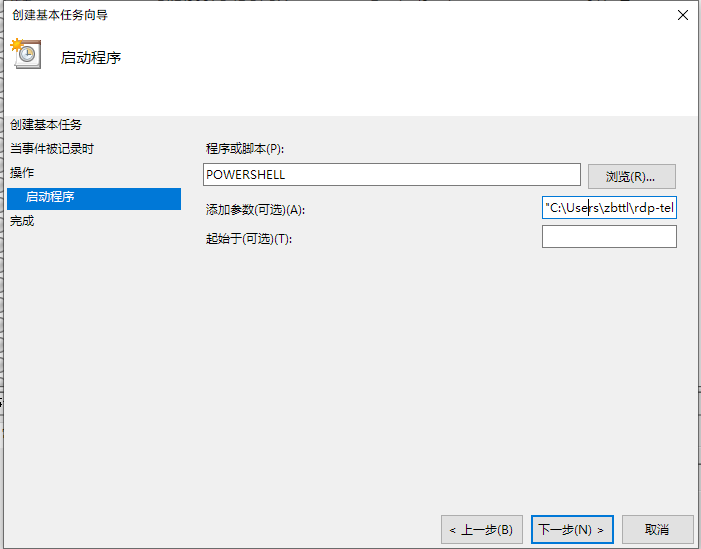 创建基本任务向导
启动程序
创建基本任务
当事件被记录时
操作
启动程序
完成
程序或脚本(P):
POWERSHELL
浏览(R)...
添加参数(可选)(A):
"C:\Users\zbttl\rdp-tel
起始于(可选)(T):
< 上一步(B)
下一步(N) >
取消